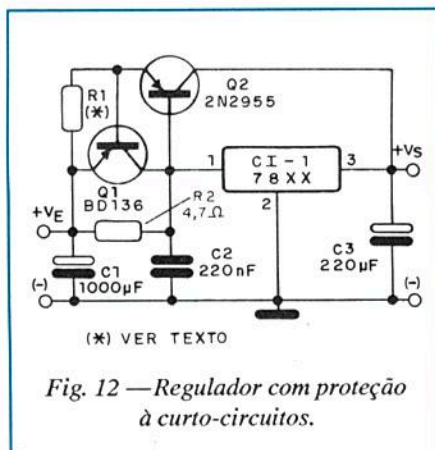 Q2
2N2955
R1
(*)
Q1
BD136
1
CI-1
78XX
3
2
+VS
+VE
R2
4,7Ω
C1
1000µF
C2
220nF
C3
220µF
(-)
(-)
(*) VER TEXTO
Fig. 12 — Regulador com proteção
à curto-circuitos.